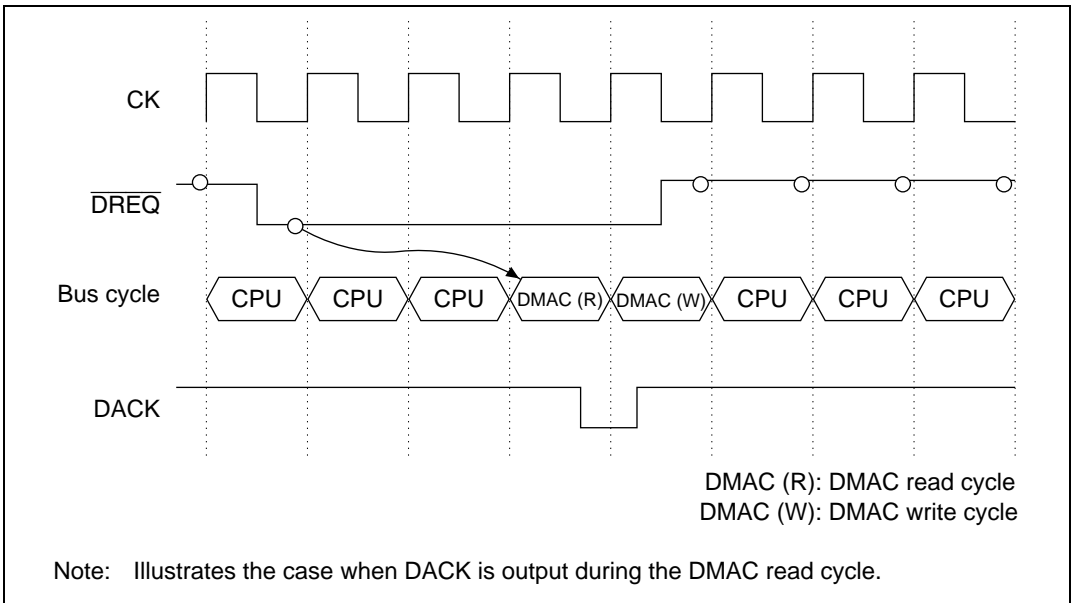 CK
DREQ
Bus cycle CPU CPU CPU DMAC (R) DMAC (W) CPU CPU CPU
DACK
DMAC (R): DMAC read cycle
DMAC (W): DMAC write cycle
Note: Illustrates the case when DACK is output during the DMAC read cycle.